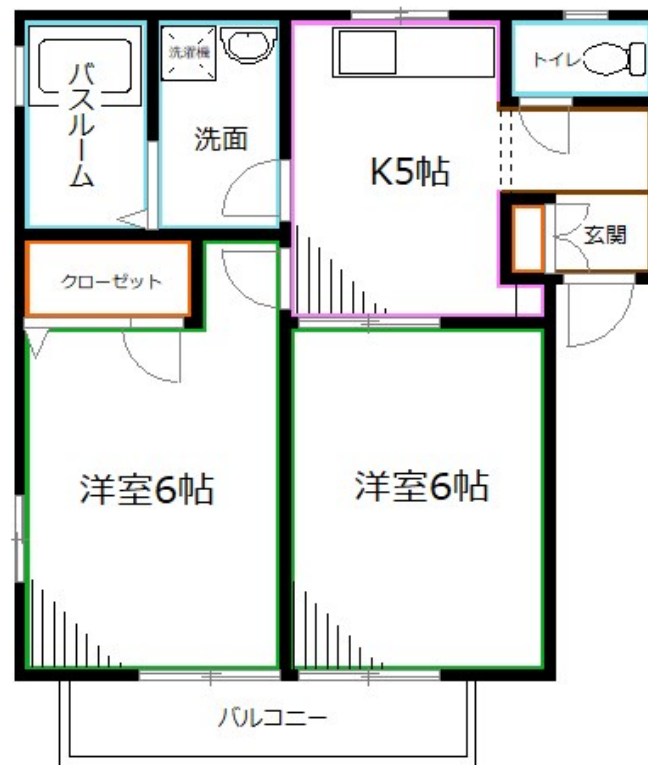 バスルーム
洗濯機
洗面
K5帖
トイレ
玄関
クローゼット
洋室6帖
洋室6帖
バルコニー